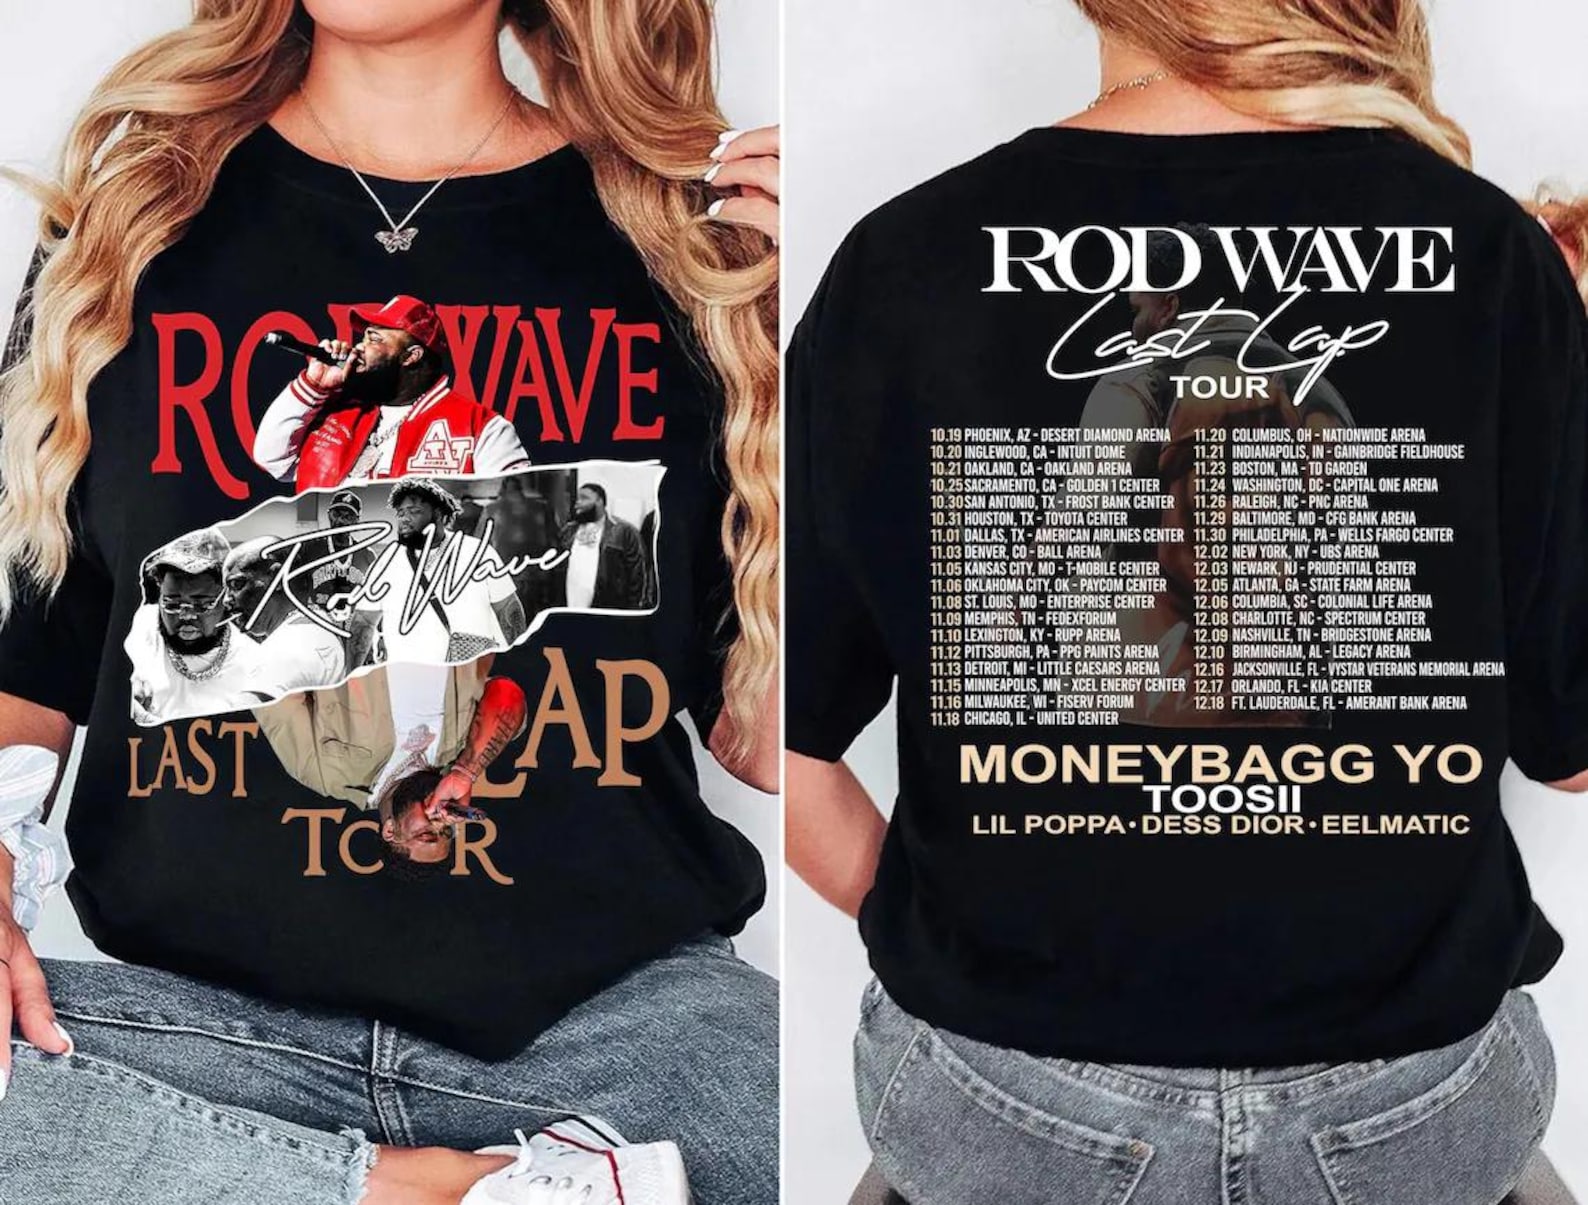 ROD WAVE
Rod Wave
LAST LAP
TOUR
ROD WAVE
Last Lap
TOUR
10.19 PHOENIX, AZ - DESERT DIAMOND ARENA
10.20 INGLEWOOD, CA - INTUIT DOME
10.21 OAKLAND, CA - OAKLAND ARENA
10.25 SACRAMENTO, CA - GOLDEN 1 CENTER
10.30 SAN ANTONIO, TX - FROST BANK CENTER
10.31 HOUSTON, TX - TOYOTA CENTER
11.01 DALLAS, TX - AMERICAN AIRLINES CENTER
11.03 DENVER, CO - BALL ARENA
11.05 KANSAS CITY, MO - T-MOBILE CENTER
11.06 OKLAHOMA CITY, OK - PAYCOM CENTER
11.08 ST. LOUIS, MO - ENTERPRISE CENTER
11.09 MEMPHIS, TN - FEDEXFORUM
11.10 LEXINGTON, KY - RUPP ARENA
11.12 PITTSBURGH, PA - PPG PAINTS ARENA
11.13 DETROIT, MI - LITTLE CAESARS ARENA
11.15 MINNEAPOLIS, MN - XCEL ENERGY CENTER
11.16 MILWAUKEE, WI - FISERV FORUM
11.18 CHICAGO, IL - UNITED CENTER
11.20 COLUMBUS, OH - NATIONWIDE ARENA
11.21 INDIANAPOLIS, IN - GAINBRIDGE FIELDHOUSE
11.23 BOSTON, MA - TD GARDEN
11.24 WASHINGTON, DC - CAPITAL ONE ARENA
11.26 RALEIGH, NC - PNC ARENA
11.29 BALTIMORE, MD - CFG BANK ARENA
11.30 PHILADELPHIA, PA - WELLS FARGO CENTER
12.02 NEW YORK, NY - UBS ARENA
12.03 NEWARK, NJ - PRUDENTIAL CENTER
12.05 ATLANTA, GA - STATE FARM ARENA
12.06 COLUMBIA, SC - COLONIAL LIFE ARENA
12.08 CHARLOTTE, NC - SPECTRUM CENTER
12.09 NASHVILLE, TN - BRIDGESTONE ARENA
12.10 BIRMINGHAM, AL - LEGACY ARENA
12.16 JACKSONVILLE, FL - VYSTAR VETERANS MEMORIAL ARENA
12.17 ORLANDO, FL - KIA CENTER
12.18 FT. LAUDERDALE, FL - AMERANT BANK ARENA
MONEYBAGG YO
TOOSII
LIL POPPA • DESS DIOR • EELMATIC